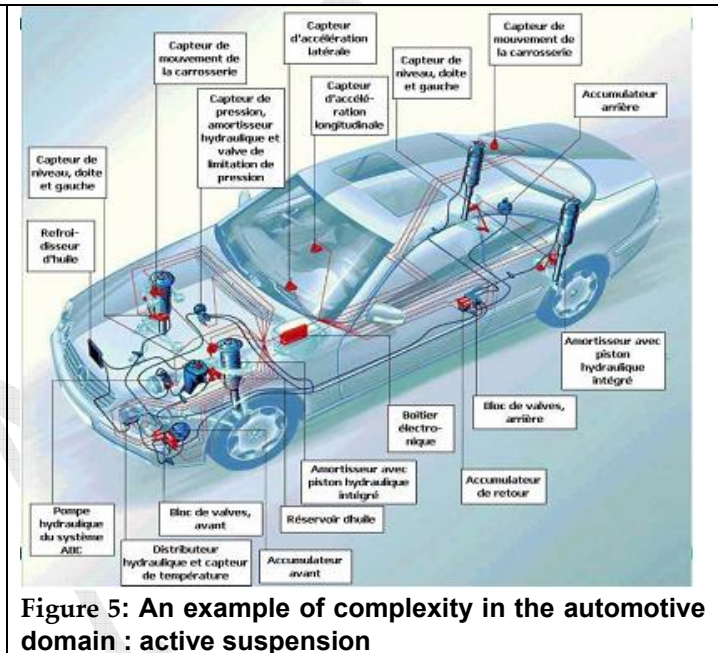 Capteur de
mouvement de
la carrosserie
Capteur
d'accélération
latérale
Capteur de
niveau, doite
et gauche
Capteur de
mouvement de
la carrosserie
Capteur de
pression,
amortisseur
hydraulique et
valve de
limitation de
pression
Capteur
d'accélé-
ration
longitudinale
Accumulateur
arrière
Capteur de
niveau, doite
et gauche
Refroi-
disseur
d'huile
Amortisseur avec
piston
hydraulique
intégré
Bloc de valves,
arrière
Boîtier
électro-
nique
Accumulateur
de retour
Amortisseur avec
piston hydraulique
intégré
Pompe
hydraulique
du système
ABC
Bloc de valves,
avant
Réservoir dhuile
Distributeur
hydraulique et capteur
de température
Accumulateur
avant
Figure 5: An example of complexity in the automotive
domain : active suspension